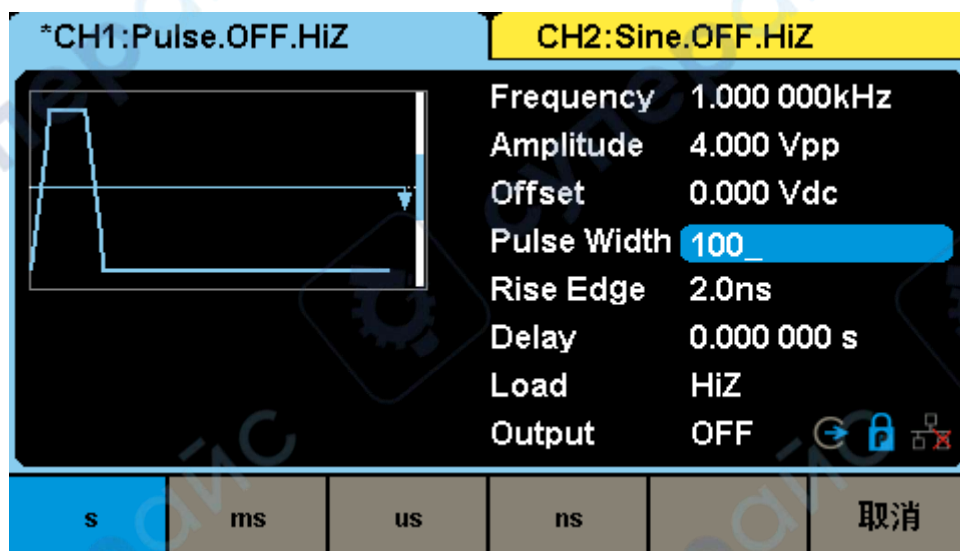 *CH1:Pulse.OFF.HiZ
CH2:Sine.OFF.HiZ
Frequency 1.000 000kHz
Amplitude 4.000 Vpp
Offset 0.000 Vdc
Pulse Width 100_
Rise Edge 2.0ns
Delay 0.000 000 s
Load HiZ
Output OFF
s ms us ns 取消